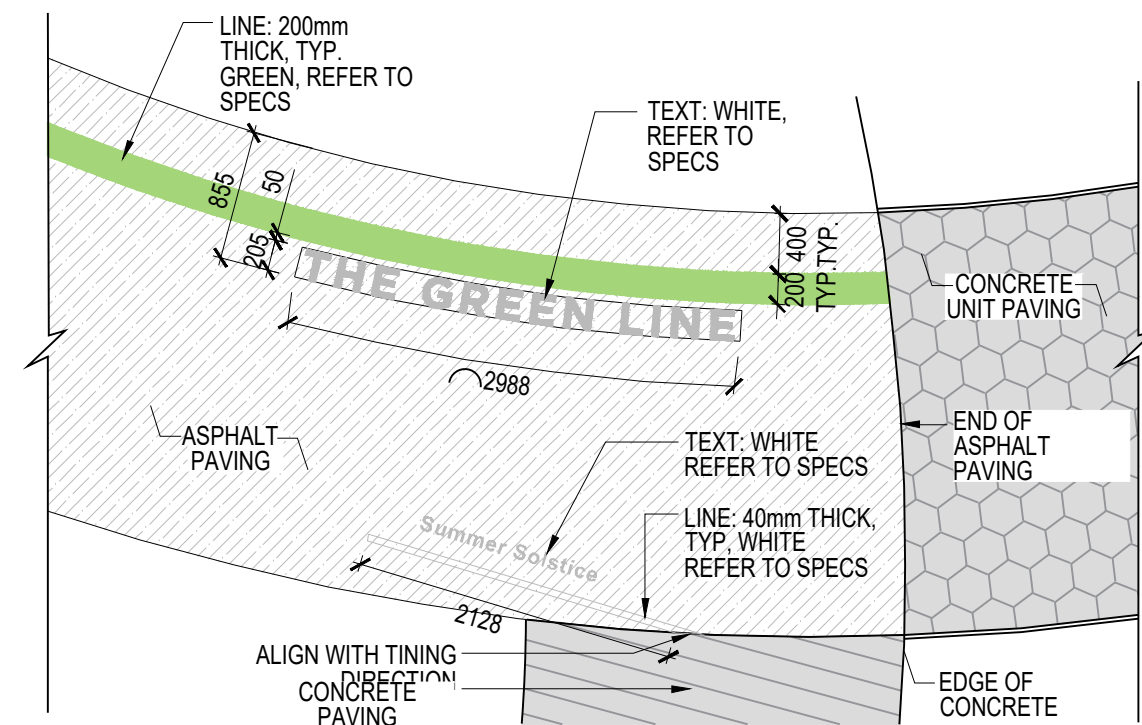 LINE: 200mm
THICK, TYP.
GREEN, REFER TO
SPECS
TEXT: WHITE,
REFER TO
SPECS
855
50
205
400
TYP.
200
TYP.
THE GREEN LINE
CONCRETE
UNIT PAVING
2988
ASPHALT
PAVING
TEXT: WHITE
REFER TO SPECS
END OF
ASPHALT
PAVING
Summer Solstice
LINE: 40mm THICK,
TYP, WHITE
REFER TO SPECS
2128
ALIGN WITH TINING
DIRECTION
CONCRETE
PAVING
EDGE OF
CONCRETE